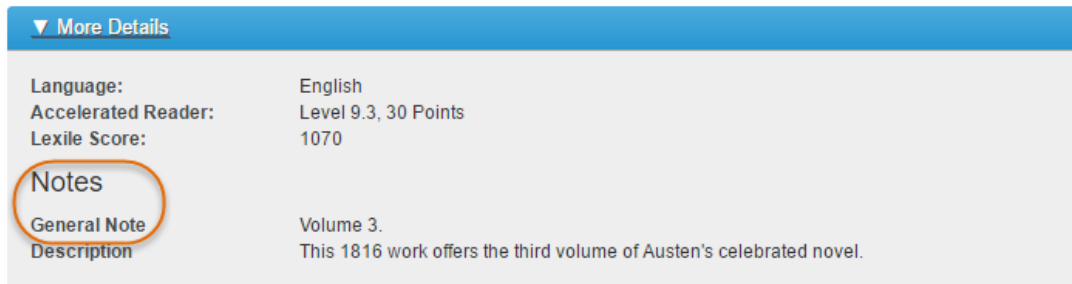 ▼ More Details
Language: English
Accelerated Reader: Level 9.3, 30 Points
Lexile Score: 1070
Notes
General Note Volume 3.
Description This 1816 work offers the third volume of Austen's celebrated novel.